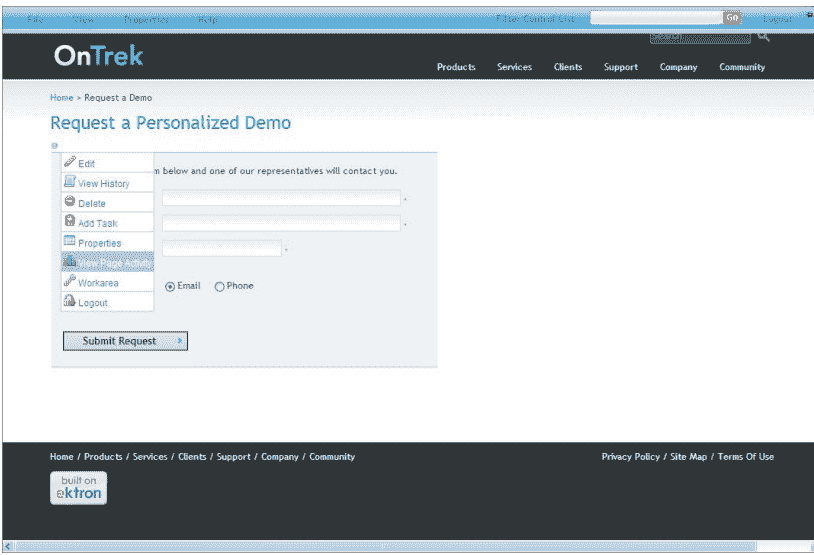 File View Properties Help Filter Control List Go Logout
Search
OnTrek
Products Services Clients Support Company Community
Home > Request a Demo
Request a Personalized Demo
Edit
m below and one of our representatives will contact you.
View History
Delete
Add Task
Properties
View Page
Workarea
Email Phone
Logout
Submit Request
Home / Products / Services / Clients / Support / Company / Community Privacy Policy / Site Map / Terms Of Use
built on
ektron